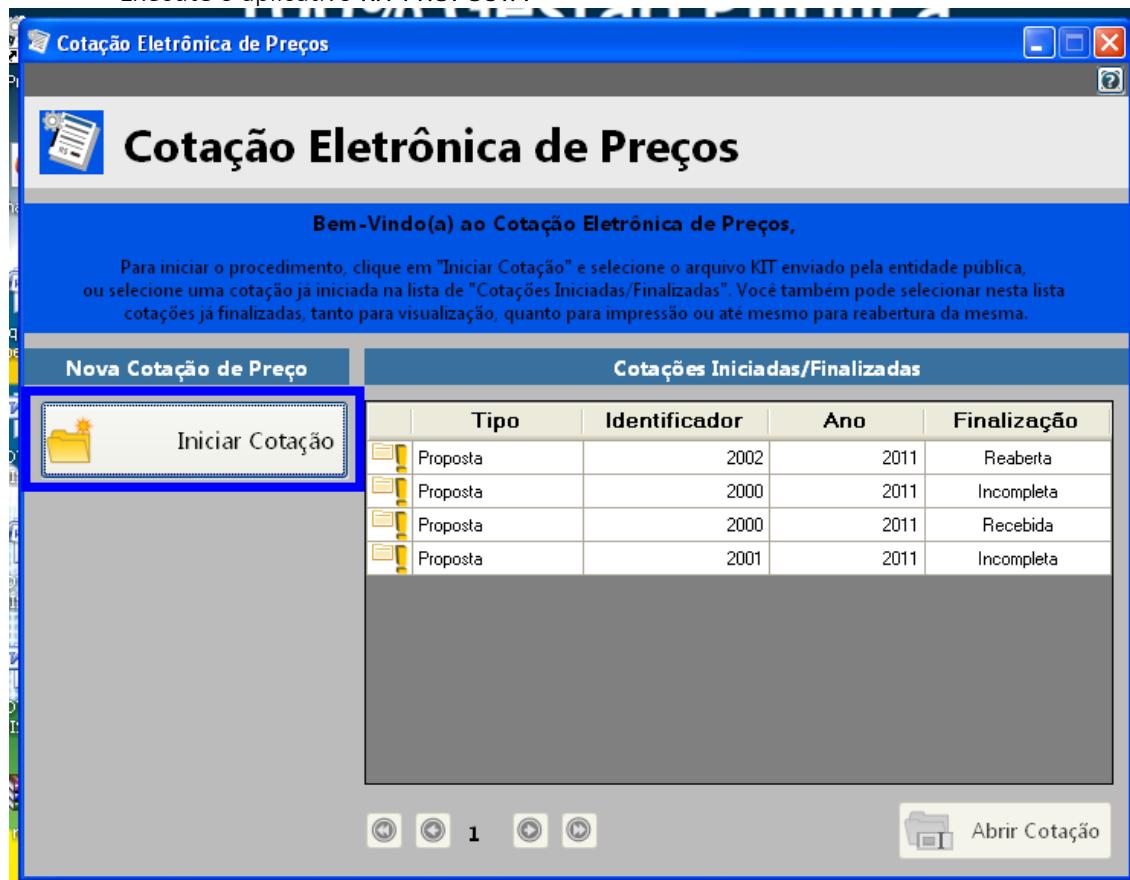 Cotação Eletrônica de Preços
Cotação Eletrônica de Preços
Bem-Vindo(a) ao Cotação Eletrônica de Preços,
Para iniciar o procedimento, clique em "Iniciar Cotação" e selecione o arquivo KIT enviado pela entidade pública,
ou selecione uma cotação já iniciada na lista de "Cotações Iniciadas/Finalizadas". Você também pode selecionar nesta lista
cotações já finalizadas, tanto para visualização, quanto para impressão ou até mesmo para reabertura da mesma.
Nova Cotação de Preço
Cotações Iniciadas/Finalizadas
Iniciar Cotação
Tipo Identificador Ano Finalização
Proposta 2002 2011 Reaberta
Proposta 2000 2011 Incompleta
Proposta 2000 2011 Recebida
Proposta 2001 2011 Incompleta
1
Abrir Cotação